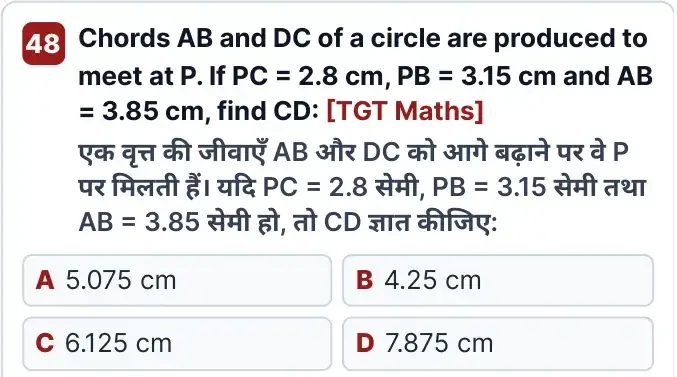 48 Chords AB and DC of a circle are produced to
meet at P. If PC = 2.8 cm, PB = 3.15 cm and AB
= 3.85 cm, find CD: [TGT Maths]
एक वृत्त की जीवाएँ AB और DC को आगे बढ़ाने पर वे P
पर मिलती हैं। यदि PC = 2.8 सेमी, PB = 3.15 सेमी तथा
AB = 3.85 सेमी हो, तो CD ज्ञात कीजिए:
A 5.075 cm
B 4.25 cm
C 6.125 cm
D 7.875 cm